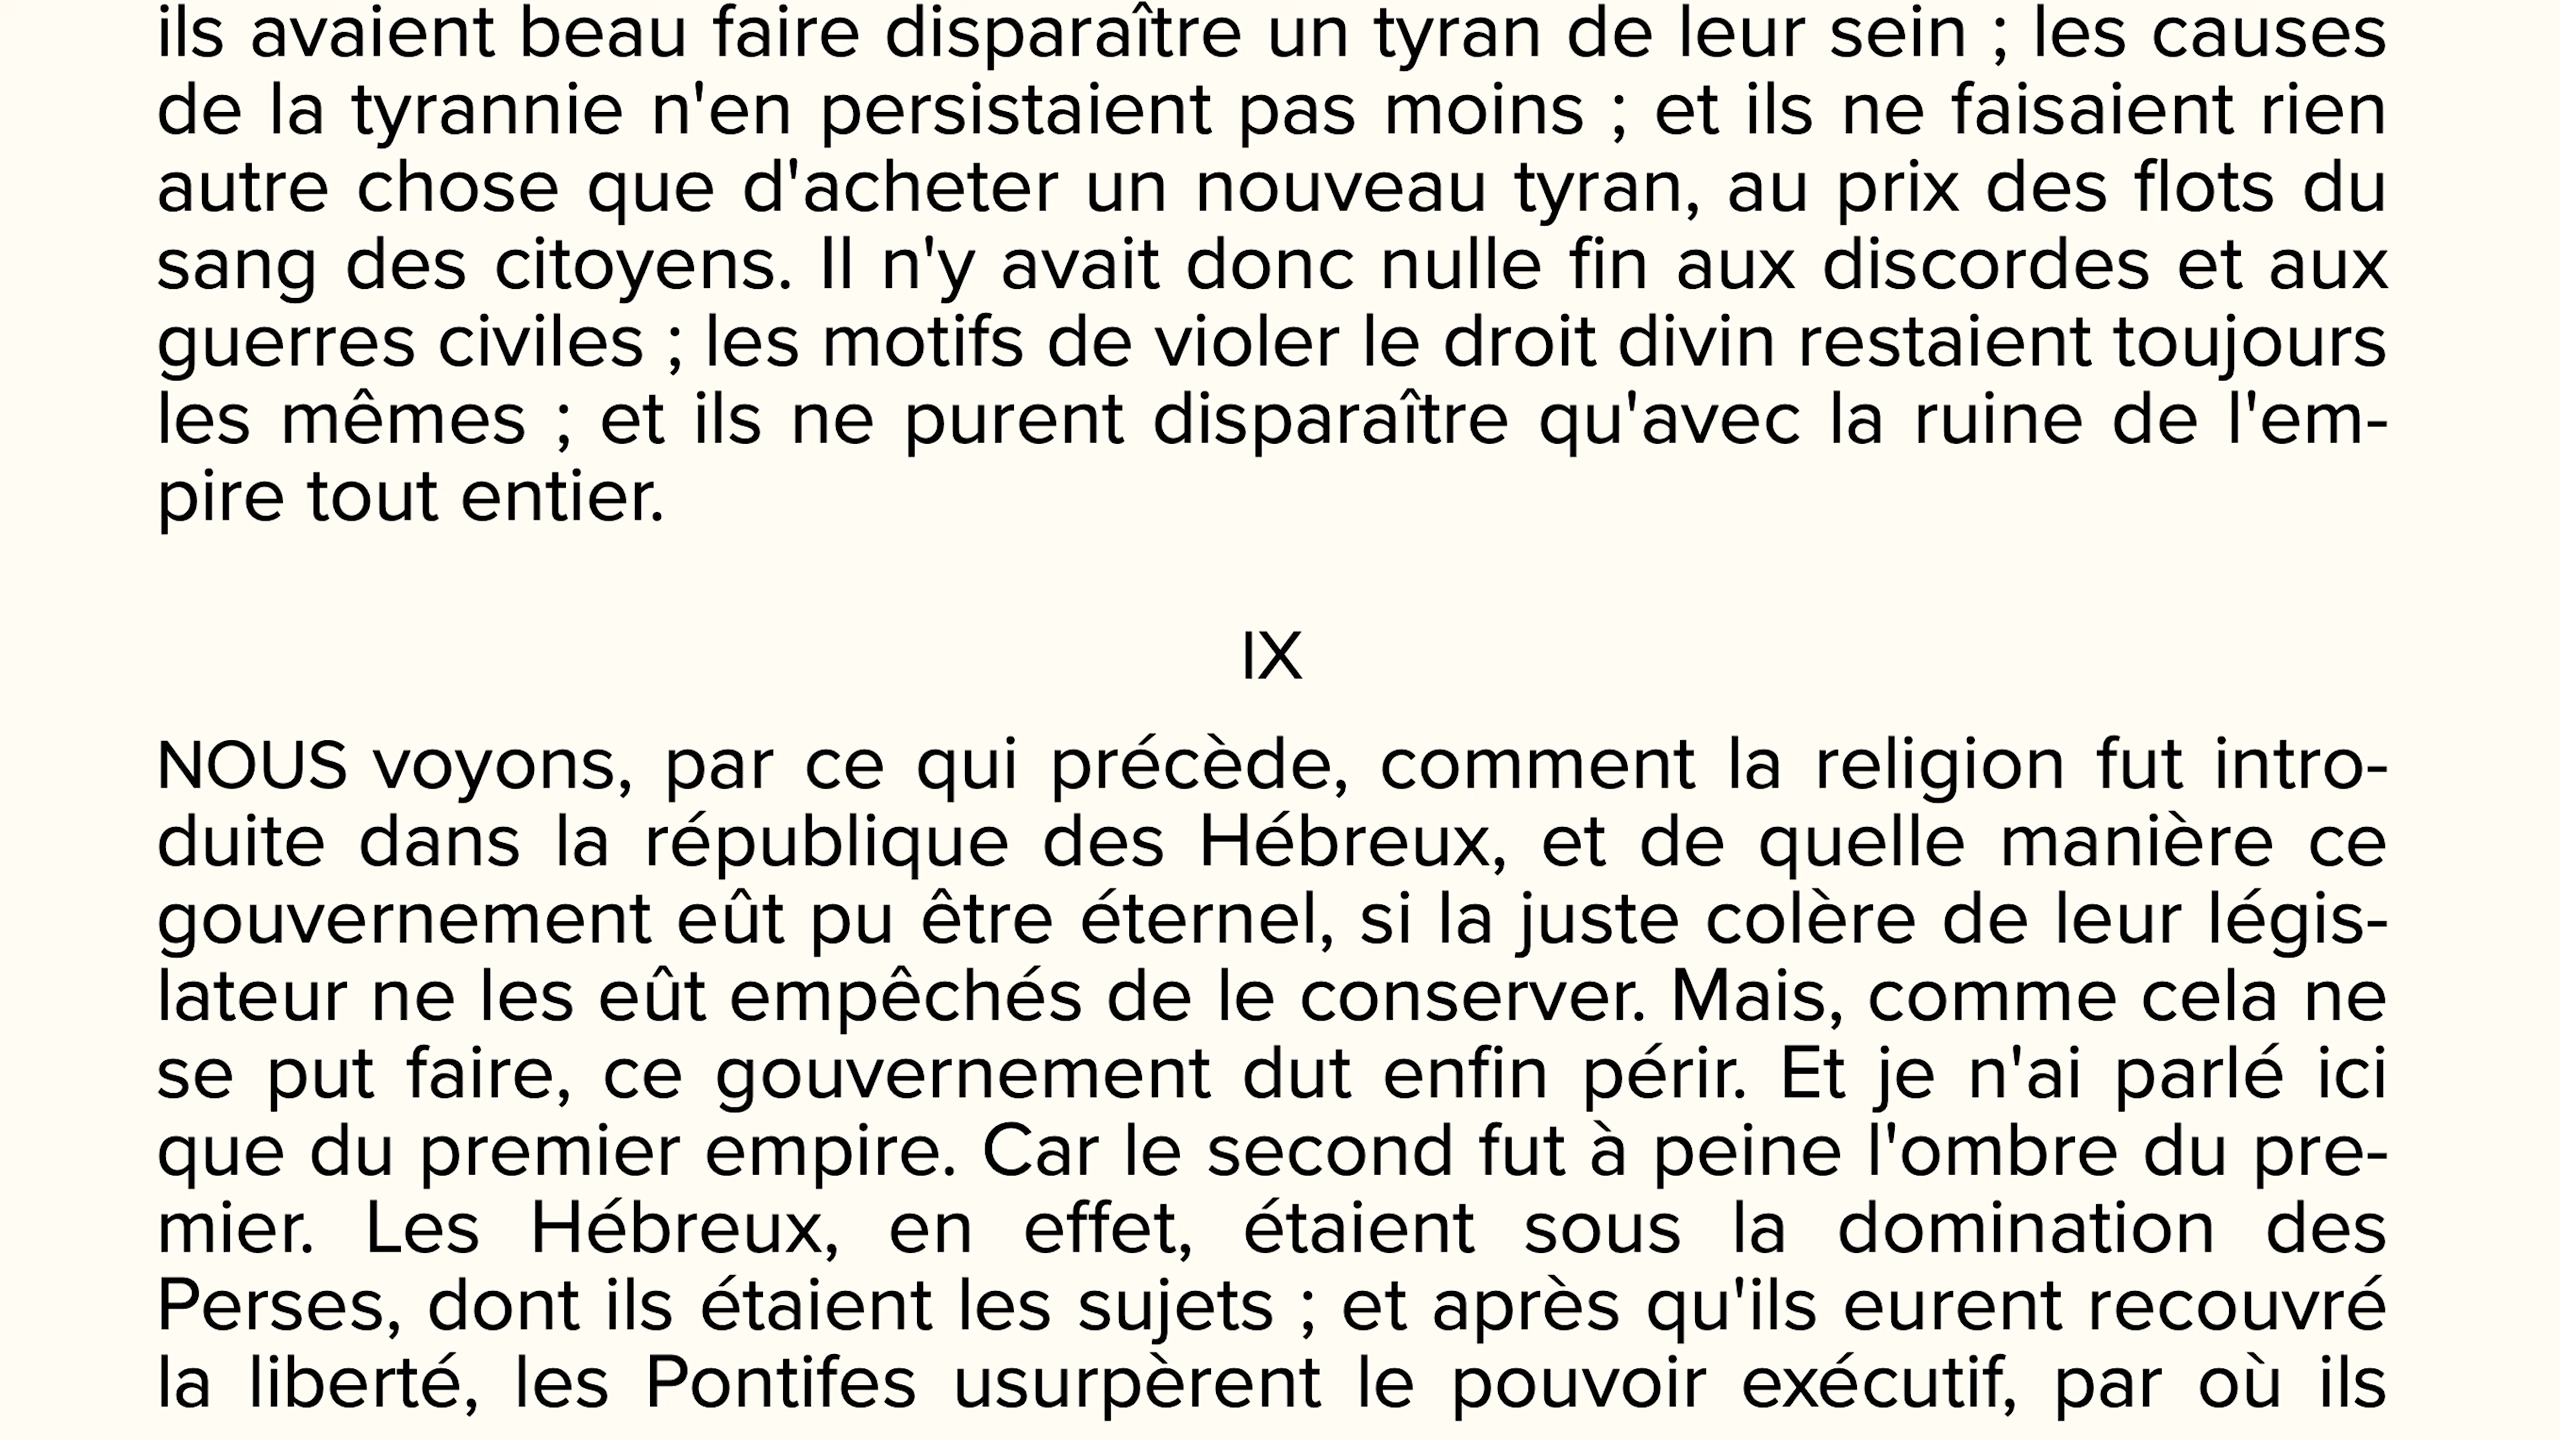 ils avaient beau faire disparaître un tyran de leur sein ; les causes
de la tyrannie n'en persistaient pas moins ; et ils ne faisaient rien
autre chose que d'acheter un nouveau tyran, au prix des flots du
sang des citoyens. Il n'y avait donc nulle fin aux discordes et aux
guerres civiles ; les motifs de violer le droit divin restaient toujours
les mêmes ; et ils ne purent disparaître qu'avec la ruine de l'em-
pire tout entier.
IX
NOUS voyons, par ce qui précède, comment la religion fut intro-
duite dans la république des Hébreux, et de quelle manière ce
gouvernement eût pu être éternel, si la juste colère de leur légis-
lateur ne les eût empêchés de le conserver. Mais, comme cela ne
se put faire, ce gouvernement dut enfin périr. Et je n'ai parlé ici
que du premier empire. Car le second fut à peine l'ombre du pre-
mier. Les Hébreux, en effet, étaient sous la domination des
Perses, dont ils étaient les sujets ; et après qu'ils eurent recouvré
la liberté, les Pontifes usurpèrent le pouvoir exécutif, par où ils